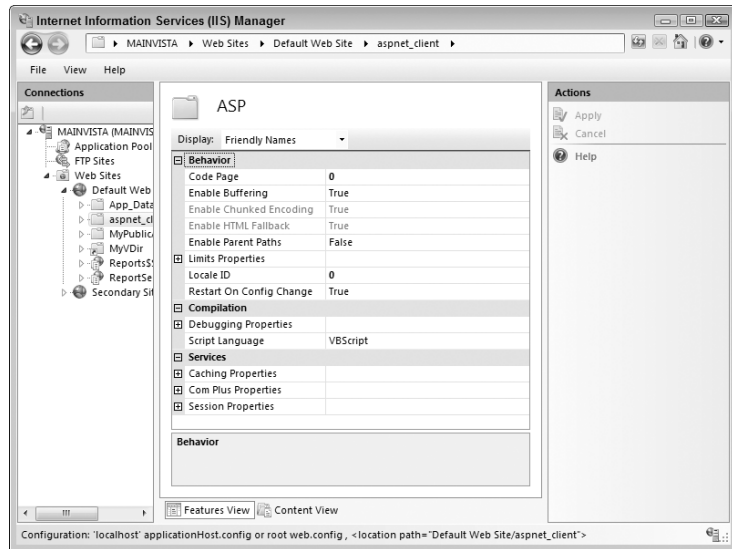 Internet Information Services (IIS) Manager
MAINVISTA Web Sites Default Web Site aspnet_client
File View Help
Connections
MAINVISTA (MAINVIS
Application Pool
FTP Sites
Web Sites
Default Web
App_Data
aspnet_cl
MyPublic
MyVDir
Reports$
ReportSe
Secondary Sit
ASP
Display: Friendly Names
Behavior
Code Page 0
Enable Buffering True
Enable Chunked Encoding True
Enable HTML Fallback True
Enable Parent Paths False
Limits Properties
Locale ID 0
Restart On Config Change True
Compilation
Debugging Properties
Script Language VBScript
Services
Caching Properties
Com Plus Properties
Session Properties
Behavior
Features View Content View
Actions
Apply
Cancel
Help
Configuration: 'localhost' applicationHost.config or root web.config, <location path="Default Web Site/aspnet_client">